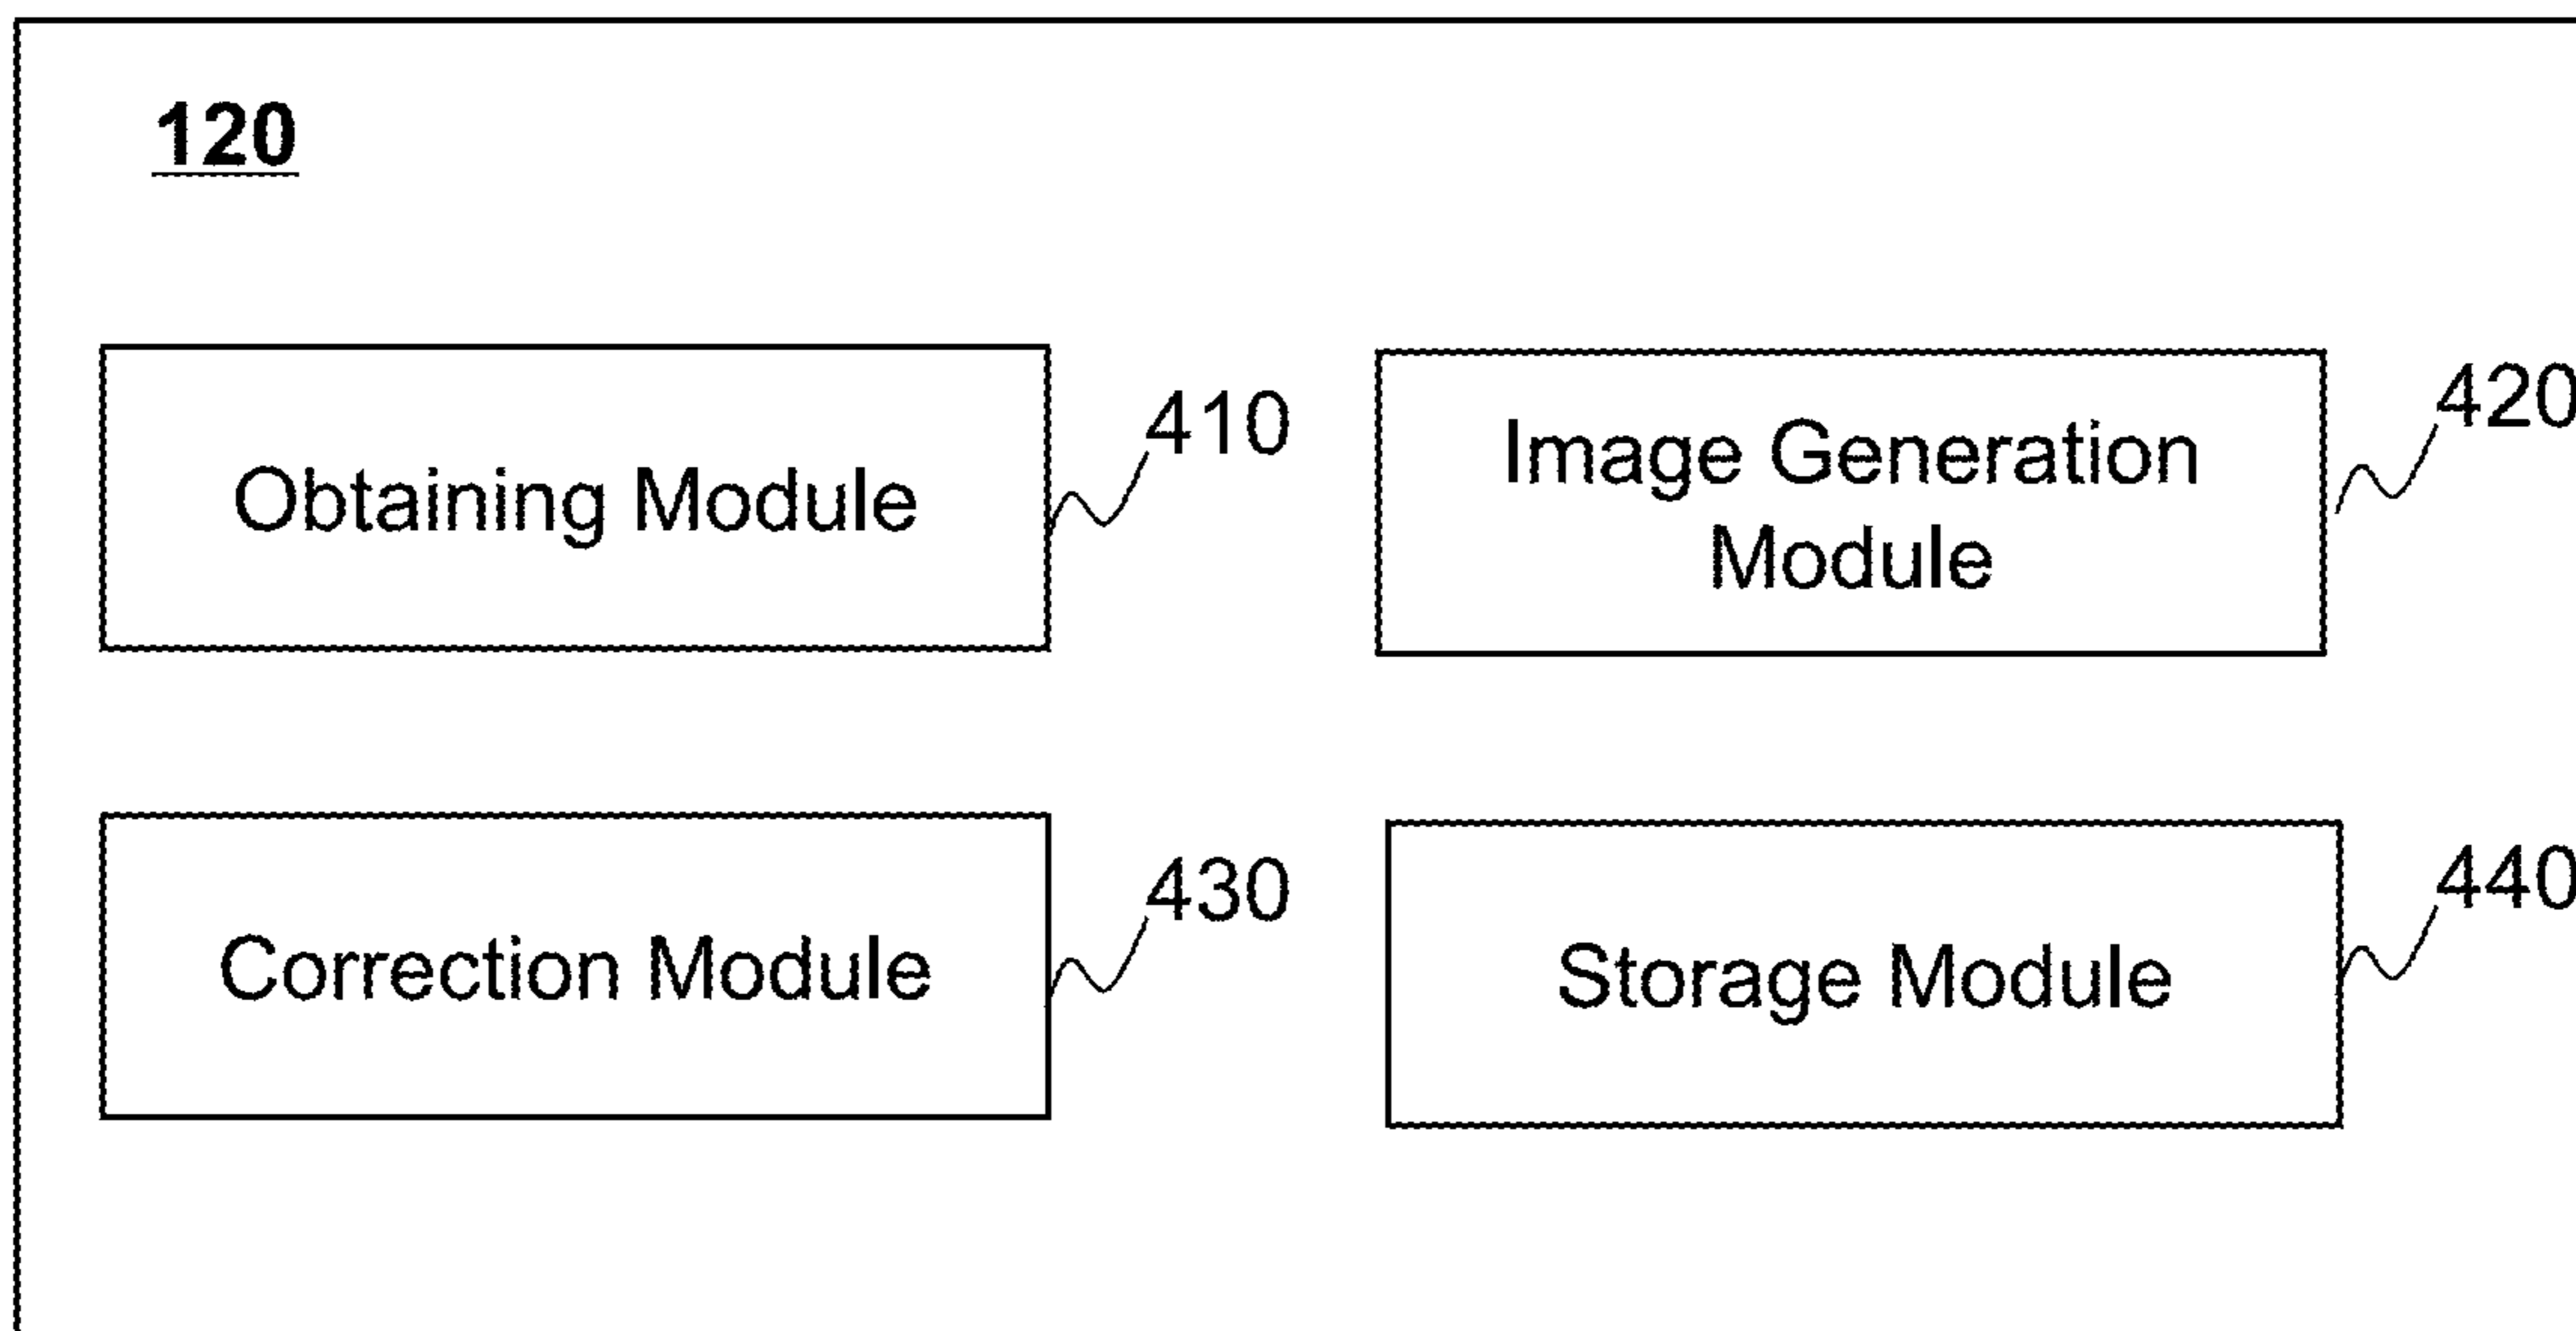 120
Obtaining Module
410
Image Generation
Module
420
Correction Module
430
Storage Module
440